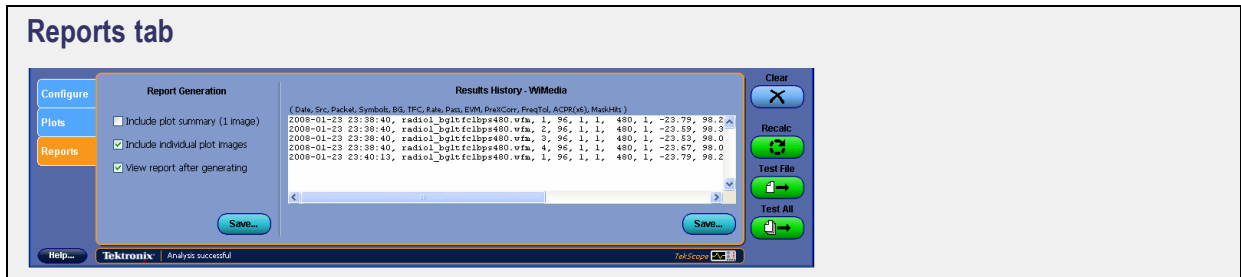 Reports tab
Configure
Plots
Reports
Report Generation
Include plot summary (1 image)
Include individual plot images
View report after generating
Save...
Results History - WiMedia
( Date, Src, Packet, Symbols, BG, TFC, Rate, Pass, EVM, PreXCorr, FreqTol, ACPR(x6), MaskHits )
2008-01-23 23:38:40, radio1_bg1tfc1bps480.wfm, 1, 96, 1, 1, 480, 1, -23.79, 98.2
2008-01-23 23:38:40, radio1_bg1tfc1bps480.wfm, 2, 96, 1, 1, 480, 1, -23.59, 98.3
2008-01-23 23:38:40, radio1_bg1tfc1bps480.wfm, 3, 96, 1, 1, 480, 1, -23.53, 98.0
2008-01-23 23:38:40, radio1_bg1tfc1bps480.wfm, 4, 96, 1, 1, 480, 1, -23.67, 98.0
2008-01-23 23:40:13, radio1_bg1tfc1bps480.wfm, 1, 96, 1, 1, 480, 1, -23.79, 98.2
Save...
Clear
Recalc
Test File
Test All
Help...
Tektronix
Analysis successful
TekScope